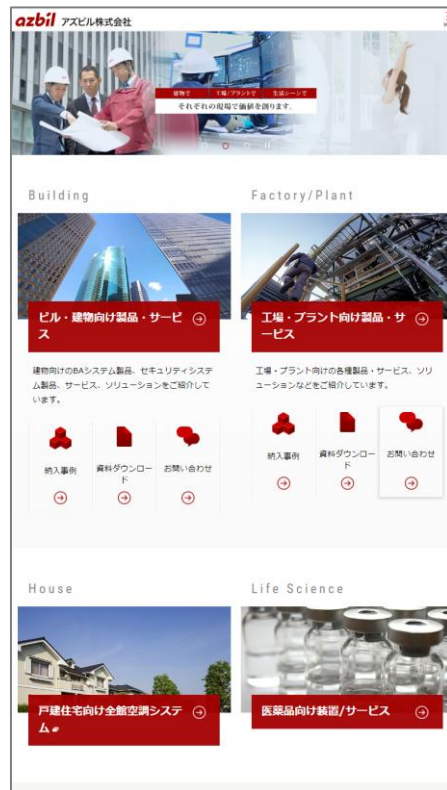 azbil アズビル株式会社
建物で 工場/プラントで 生活シーンで
それぞれの現場で価値を創ります。
Building
ビル・建物向け製品・サービ
ス
建物向けのBAシステム製品、セキュリティシステ
ム製品、サービス、ソリューションをご紹介して
います。
納入事例
資料ダウンロー
ド
お問い合わせ
Factory/Plant
工場・プラント向け製品・サ
ービス
工場・プラント向けの各種製品・サービス、ソリ
ューションなどをご紹介しています。
納入事例
資料ダウンロー
ド
お問い合わせ
House
戸建住宅向け全館空調システ
ム
Life Science
医薬品向け装置/サービス